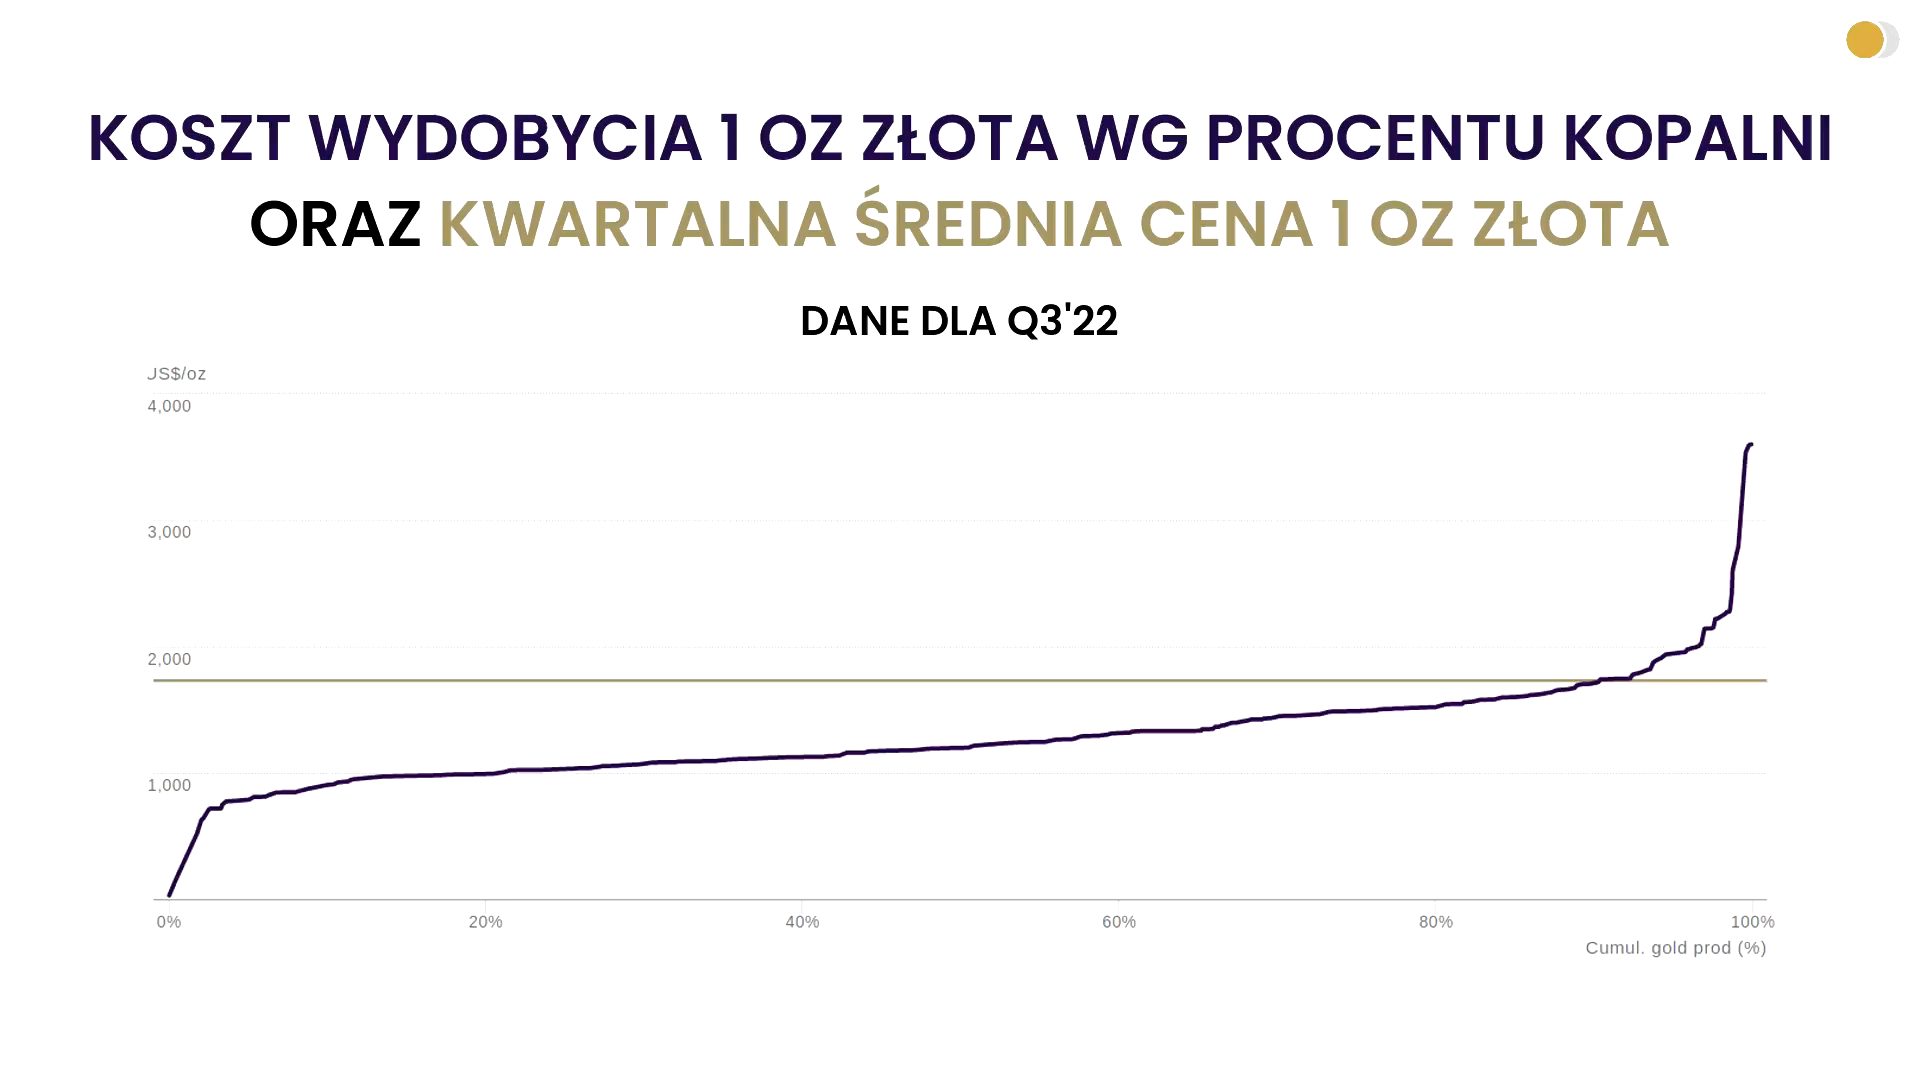 KOSZT WYDOBYCIA 1 OZ ZŁOTA WG PROCENTU KOPALNI
ORAZ KWARTALNA ŚREDNIA CENA 1 OZ ZŁOTA
DANE DLA Q3'22
US$/oz
4,000
3,000
2,000
1,000
0% 20% 40% 60% 80% 100%
Cumul. gold prod (%)